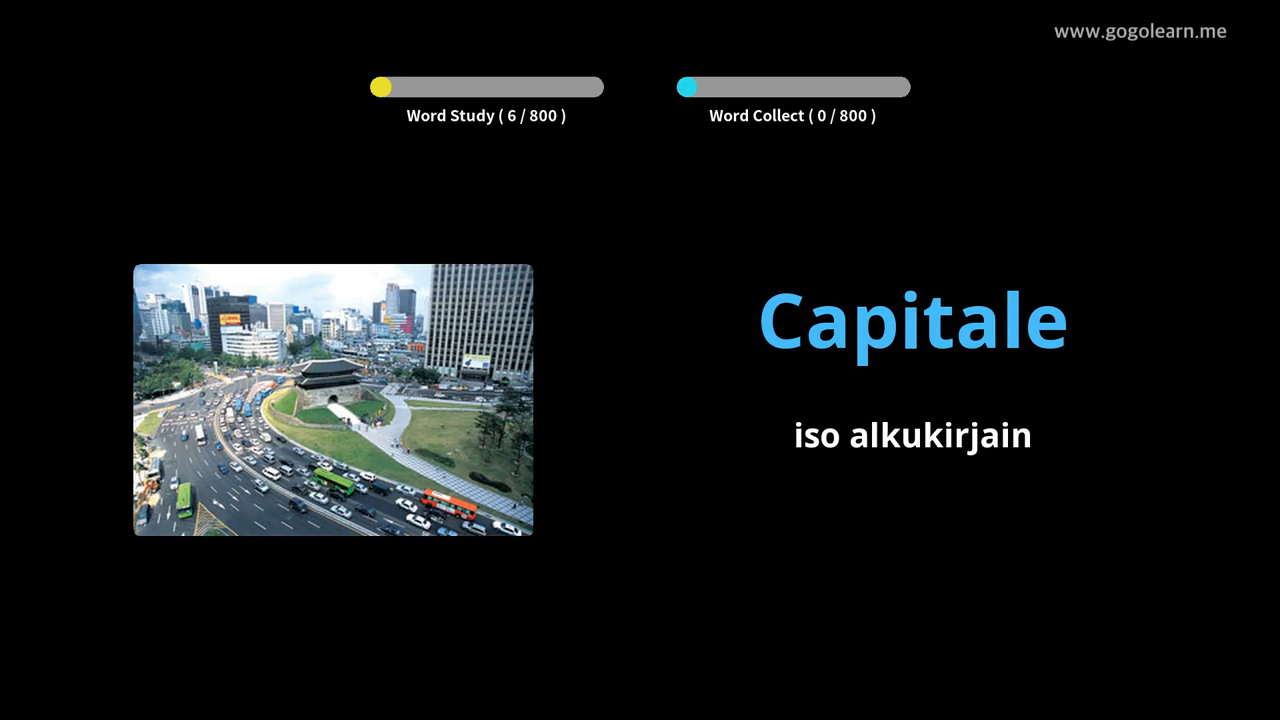 www.gogolearn.me
Word Study ( 6 / 800 )
Word Collect ( 0 / 800 )
Capitale
iso alkukirjain